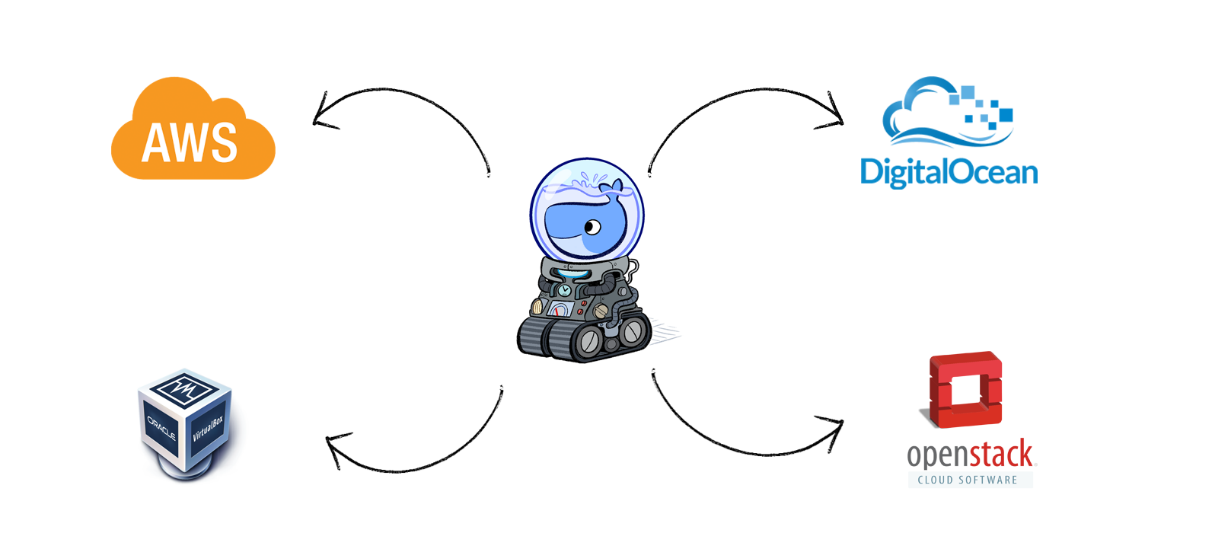 AWS
DigitalOcean
ORACLE
VirtualBox
openstack
CLOUD SOFTWARE